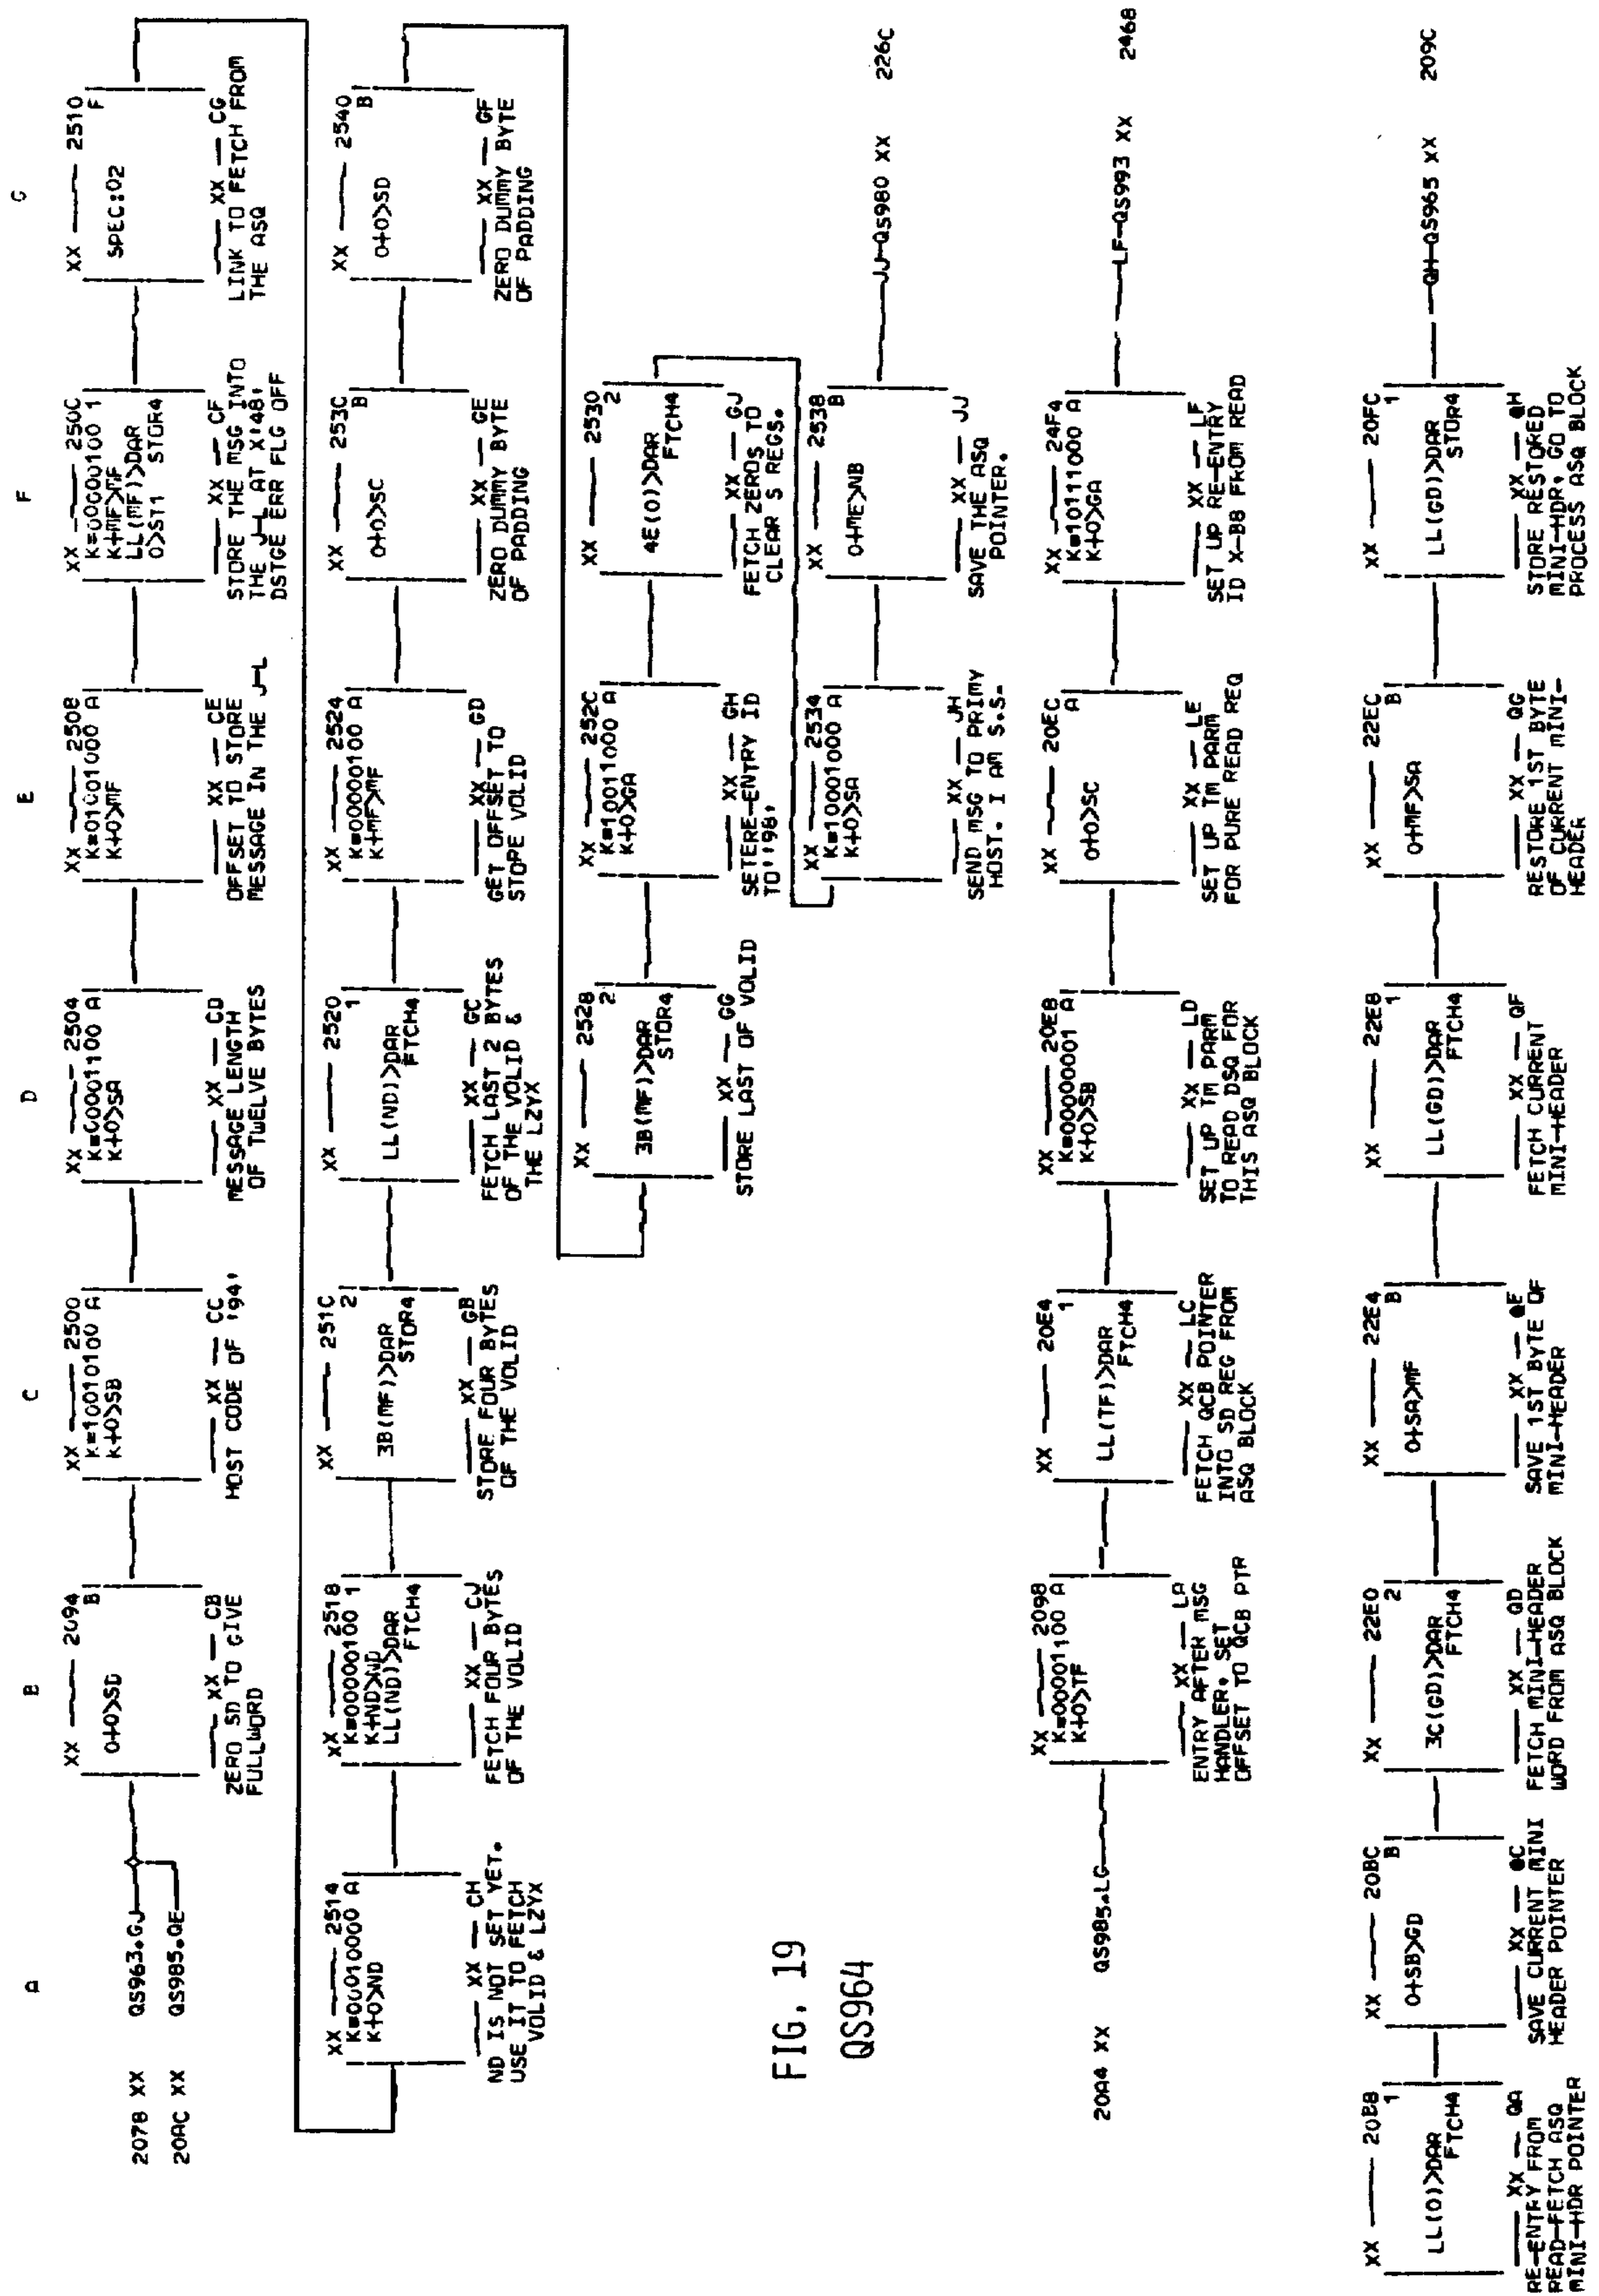 A B C D E F G
2078 XX QS963.GJ
20AC XX QS985.QE
XX 2094
B
0+0>SD
XX CB
ZERO SD TO GIVE
FULLWORD
XX 2500
K=10010100 A
K+0>SB
XX CC
HOST CODE OF '94'
XX 2504
K=00001100 A
K+0>SA
XX CD
MESSAGE LENGTH
OF TWELVE BYTES
XX 2508
K=01001000 A
K+0>MF
XX CE
OFFSET TO STORE
MESSAGE IN THE J-L
XX 250C
K=00000100 1
K+MF>MF
LL(MF)>DAR
0>ST1 STOR4
XX CF
STORE THE MSG INTO
THE J-L AT X'48'
DSTGE ERR FLG OFF
XX 2510
F
SPEC:02
XX CG
LINK TO FETCH FROM
THE ASQ
XX 2514
K=00010000 A
K+0>ND
XX CH
ND IS NOT SET YET.
USE IT TO FETCH
VOLID & LZYX
XX 2518
K=00000100 1
K+ND>ND
LL(ND)>DAR
FTCH4
XX CJ
FETCH FOUR BYTES
OF THE VOLID
XX 251C
2
3B(MF)>DAR
STOR4
XX GB
STORE FOUR BYTES
OF THE VOLID
XX 2520
1
LL(ND)>DAR
FTCH4
XX GC
FETCH LAST 2 BYTES
OF THE VOLID &
THE LZYX
XX 2524
K=00000100 A
K+MF>MF
XX GD
GET OFFSET TO
STORE VOLID
XX 253C
B
0+0>SC
XX GE
ZERO DUMMY BYTE
OF PADDING
XX 2540
B
0+0>SD
XX GF
ZERO DUMMY BYTE
OF PADDING
XX 2528
2
3B(MF)>DAR
STOR4
XX GG
STORE LAST OF VOLID
XX 252C
K=10011000 A
K+0>GA
XX GH
SETERE-ENTRY ID
TO''98'
XX 2530
2
4E(0)>DAR
FTCH4
XX GJ
FETCH ZEROS TO
CLEAR S REGS.
XX 2534
K=10001000 A
K+0>SA
XX JH
SEND MSG TO PRIMY
HOST. I AM S.S.-
XX 2538
B
0+ME>NB
XX JJ
SAVE THE ASQ
POINTER.
JJ-QS980 XX 226C
FIG. 19
QS964
20A4 XX QS985.LG
XX 2098
K=00001100 A
K+0>TF
XX LA
ENTRY AFTER MSG
HANDLER. SET
OFFSET TO QCB PTR
XX 20E4
1
LL(TF)>DAR
FTCH4
XX LC
FETCH QCB POINTER
INTO SD REG FROM
ASQ BLOCK
XX 20E8
K=00000001 A
K+0>SB
XX LD
SET UP TM PARM
TO READ DSQ FOR
THIS ASQ BLOCK
XX 20EC
A
0+0>SC
XX LE
SET UP TM PARM
FOR PURE READ REQ
XX 24F4
K=10111000 A
K+0>GA
XX LF
SET UP RE-ENTRY
ID X-B8 FROM READ
LF-QS993 XX 2468
XX 20B8
1
LL(0)>DAR
FTCH4
XX QA
RE-ENTRY FROM
READ-FETCH ASQ
MINI-HDR POINTER
XX 20BC
B
0+SB>GD
XX QC
SAVE CURRENT MINI
HEADER POINTER
XX 22E0
2
3C(GD)>DAR
FTCH4
XX QD
FETCH MINI-HEADER
WORD FROM ASQ BLOCK
XX 22E4
B
0+SA>MF
XX QE
SAVE 1ST BYTE OF
MINI-HEADER
XX 22E8
1
LL(GD)>DAR
FTCH4
XX QF
FETCH CURRENT
MINI-HEADER
XX 22EC
B
0+MF>SA
XX QG
RESTORE 1ST BYTE
OF CURRENT MINI-
HEADER
XX 20FC
1
LL(GD)>DAR
STOR4
XX QH
STORE RESTORED
MINI-HDR, GO TO
PROCESS ASQ BLOCK
QH-QS965 XX 209C